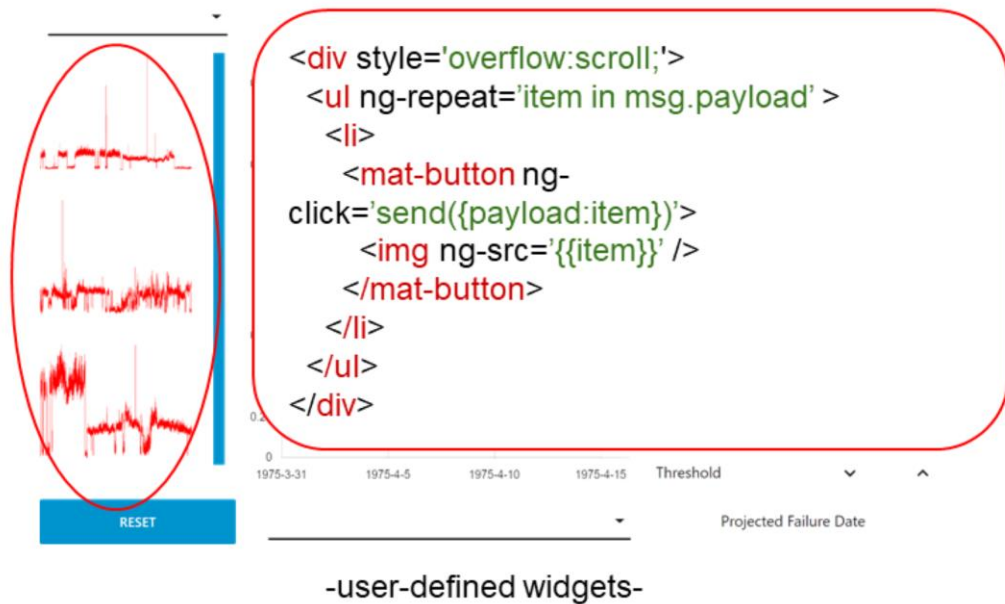 <div style='overflow:scroll;'>
<ul ng-repeat=’item in msg.payload’ >
<li>
<mat-button ng-
click=’send({payload:item})’>
<img ng-src=’{{item}}’ />
</mat-button>
</li>
</ul>
</div>
0.2
0
1975-3-31 1975-4-5 1975-4-10 1975-4-15 Threshold
RESET
Projected Failure Date
-user-defined widgets-